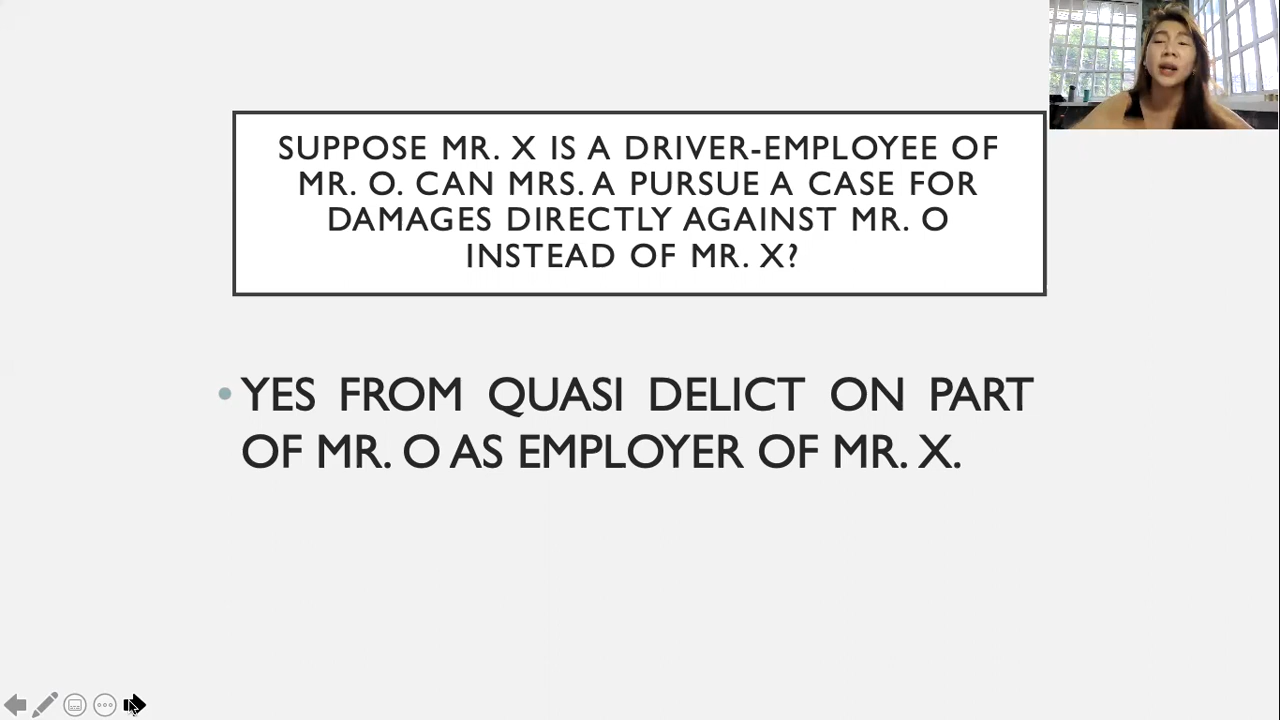 SUPPOSE MR. X IS A DRIVER-EMPLOYEE OF
MR. O. CAN MRS. A PURSUE A CASE FOR
DAMAGES DIRECTLY AGAINST MR. O
INSTEAD OF MR. X?
• YES FROM QUASI DELICT ON PART
OF MR. O AS EMPLOYER OF MR. X.